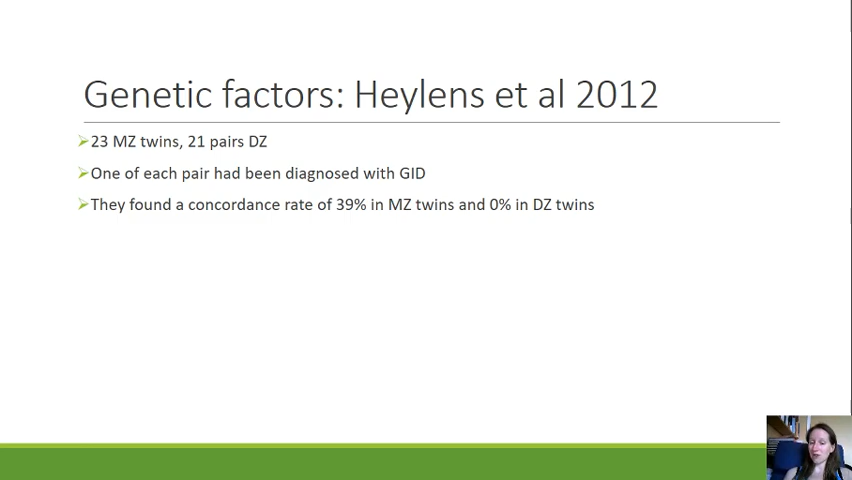 Genetic factors: Heylens et al 2012
23 MZ twins, 21 pairs DZ
One of each pair had been diagnosed with GID
They found a concordance rate of 39% in MZ twins and 0% in DZ twins